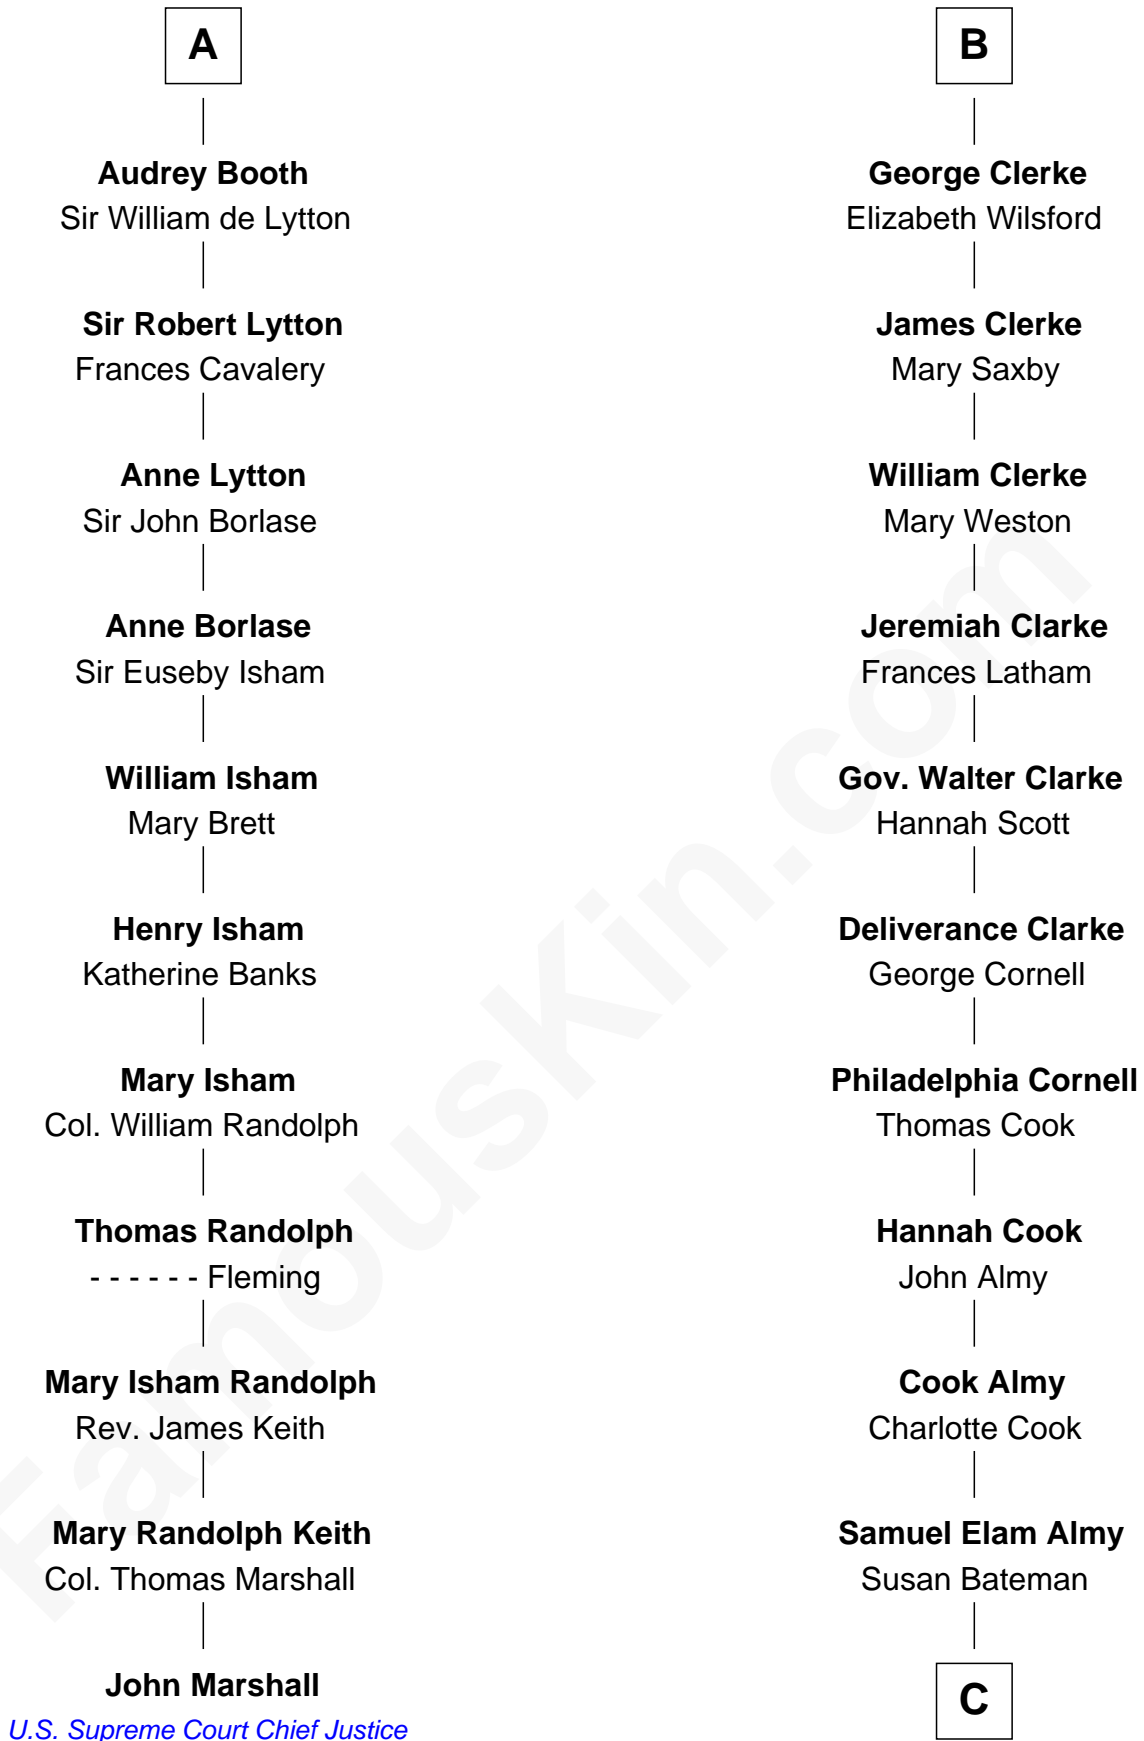 A
Audrey Booth
Sir William de Lytton
Sir Robert Lytton
Frances Cavalery
Anne Lytton
Sir John Borlase
Anne Borlase
Sir Euseby Isham
William Isham
Mary Brett
Henry Isham
Katherine Banks
Mary Isham
Col. William Randolph
Thomas Randolph
- - - - - - Fleming
Mary Isham Randolph
Rev. James Keith
Mary Randolph Keith
Col. Thomas Marshall
John Marshall
U.S. Supreme Court Chief Justice
B
George Clerke
Elizabeth Wilsford
James Clerke
Mary Saxby
William Clerke
Mary Weston
Jeremiah Clarke
Frances Latham
Gov. Walter Clarke
Hannah Scott
Deliverance Clarke
George Cornell
Philadelphia Cornell
Thomas Cook
Hannah Cook
John Almy
Cook Almy
Charlotte Cook
Samuel Elam Almy
Susan Bateman
C
FamousKin.com